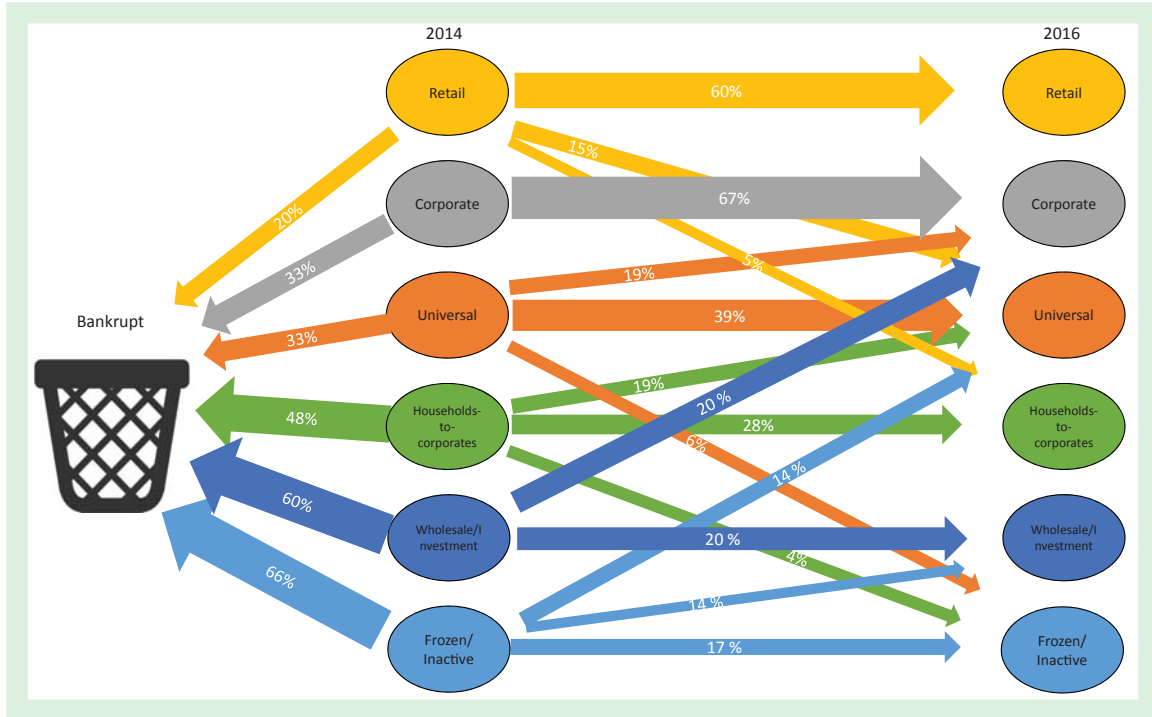 2014
2016
Retail
60%
Retail
15%
20%
Corporate
67%
Corporate
5%
33%
19%
Bankrupt
Universal
39%
Universal
33%
19%
20 %
48%
Households-
to-
corporates
28%
Households-
to-
corporates
6%
14 %
60%
Wholesale/I
nvestment
20 %
Wholesale/I
nvestment
4%
66%
14 %
Frozen/
Inactive
17 %
Frozen/
Inactive